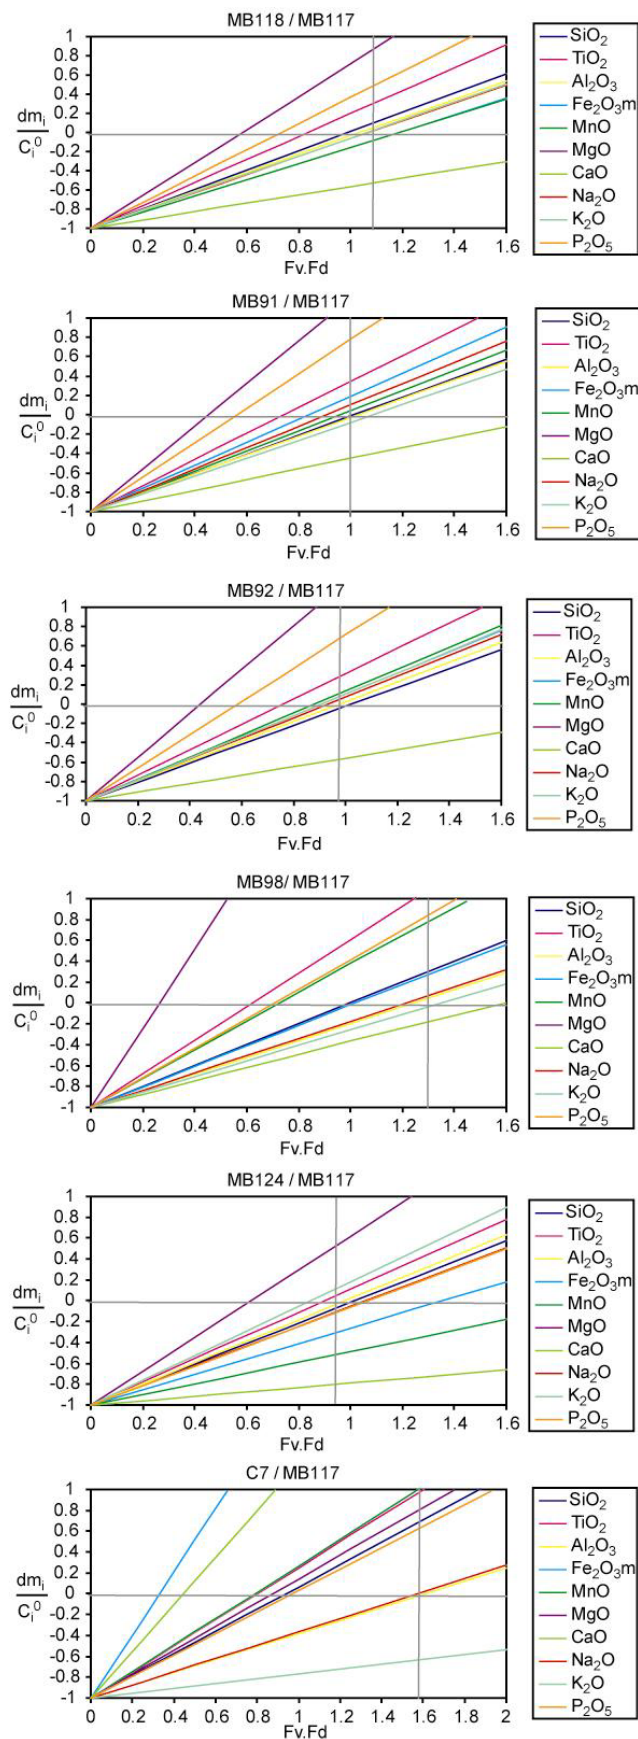 MB118 / MB117
dmᵢ
Cᵢ⁰
1
0.8
0.6
0.4
0.2
0
-0.2
-0.4
-0.6
-0.8
-1
0 0.2 0.4 0.6 0.8 1 1.2 1.4 1.6
Fv.Fd
SiO₂
TiO₂
Al₂O₃
Fe₂O₃m
MnO
MgO
CaO
Na₂O
K₂O
P₂O₅
MB91 / MB117
dmᵢ
Cᵢ⁰
1
0.8
0.6
0.4
0.2
0
-0.2
-0.4
-0.6
-0.8
-1
0 0.2 0.4 0.6 0.8 1 1.2 1.4 1.6
Fv.Fd
SiO₂
TiO₂
Al₂O₃
Fe₂O₃m
MnO
MgO
CaO
Na₂O
K₂O
P₂O₅
MB92 / MB117
dmᵢ
Cᵢ⁰
1
0.8
0.6
0.4
0.2
0
-0.2
-0.4
-0.6
-0.8
-1
0 0.2 0.4 0.6 0.8 1 1.2 1.4 1.6
Fv.Fd
SiO₂
TiO₂
Al₂O₃
Fe₂O₃m
MnO
MgO
CaO
Na₂O
K₂O
P₂O₅
MB98/ MB117
dmᵢ
Cᵢ⁰
1
0.8
0.6
0.4
0.2
0
-0.2
-0.4
-0.6
-0.8
-1
0 0.2 0.4 0.6 0.8 1 1.2 1.4 1.6
Fv.Fd
SiO₂
TiO₂
Al₂O₃
Fe₂O₃m
MnO
MgO
CaO
Na₂O
K₂O
P₂O₅
MB124 / MB117
dmᵢ
Cᵢ⁰
1
0.8
0.6
0.4
0.2
0
-0.2
-0.4
-0.6
-0.8
-1
0 0.2 0.4 0.6 0.8 1 1.2 1.4 1.6
Fv.Fd
SiO₂
TiO₂
Al₂O₃
Fe₂O₃m
MnO
MgO
CaO
Na₂O
K₂O
P₂O₅
C7 / MB117
dmᵢ
Cᵢ⁰
1
0.8
0.6
0.4
0.2
0
-0.2
-0.4
-0.6
-0.8
-1
0 0.2 0.4 0.6 0.8 1 1.2 1.4 1.6 1.8 2
Fv.Fd
SiO₂
TiO₂
Al₂O₃
Fe₂O₃m
MnO
MgO
CaO
Na₂O
K₂O
P₂O₅